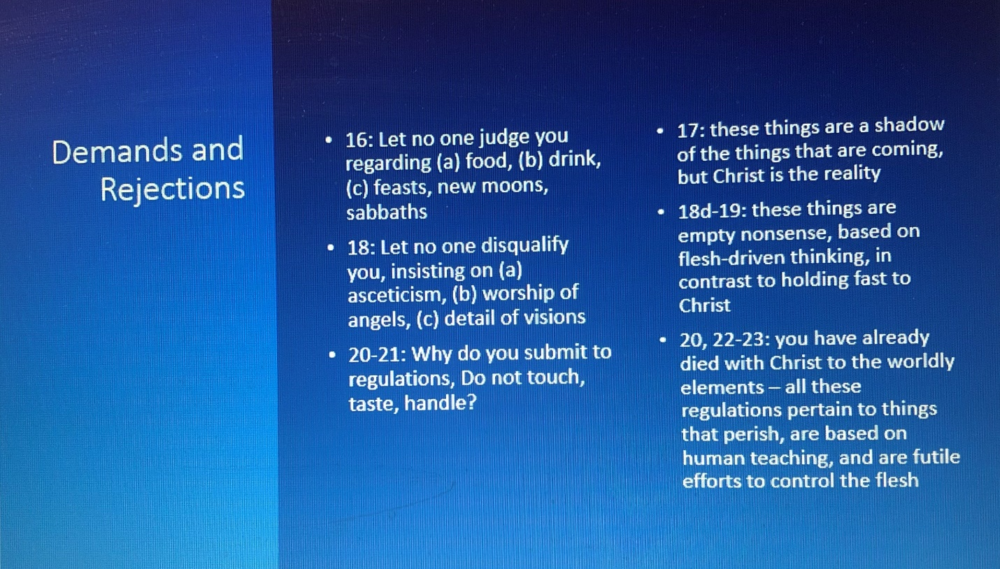 Demands and
Rejections
• 16: Let no one judge you
regarding (a) food, (b) drink,
(c) feasts, new moons,
sabbaths
• 18: Let no one disqualify
you, insisting on (a)
asceticism, (b) worship of
angels, (c) detail of visions
• 20-21: Why do you submit to
regulations, Do not touch,
taste, handle?
• 17: these things are a shadow
of the things that are coming,
but Christ is the reality
• 18d-19: these things are
empty nonsense, based on
flesh-driven thinking, in
contrast to holding fast to
Christ
• 20, 22-23: you have already
died with Christ to the worldly
elements – all these
regulations pertain to things
that perish, are based on
human teaching, and are futile
efforts to control the flesh